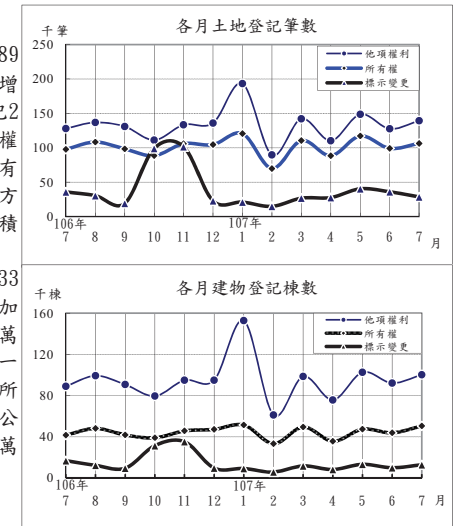 89
增
記2
權
有
方
積
33
加
萬
一
所
公
萬
各月土地登記筆數
千筆
250
200
150
100
50
0
他項權利
所有權
標示變更
106年 107年
7 8 9 10 11 12 1 2 3 4 5 6 7 月
各月建物登記棟數
千棟
160
120
80
40
0
他項權利
所有權
標示變更
106年 107年
7 8 9 10 11 12 1 2 3 4 5 6 7 月